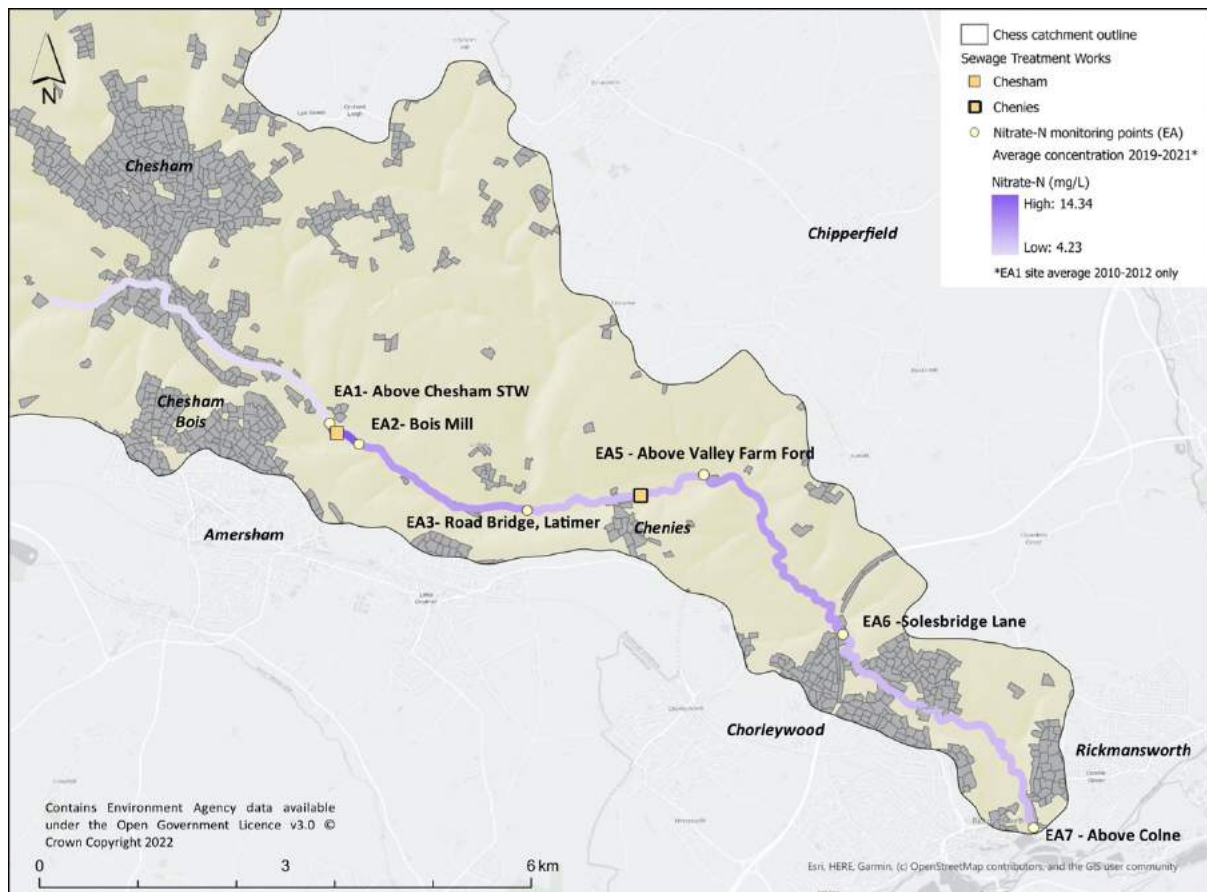 Chess catchment outline
Sewage Treatment Works
Chesham
Chenies
Nitrate-N monitoring points (EA)
Average concentration 2019-2021*
Nitrate-N (mg/L)
High: 14.34
Low: 4.23
*EA1 site average 2010-2012 only
N
Chesham
Chipperfield
EA1- Above Chesham STW
Chesham
Bois
EA2- Bois Mill
EA5 - Above Valley Farm Ford
EA3- Road Bridge, Latimer
Chenies
Amersham
EA6 -Solesbridge Lane
Chorleywood
Rickmansworth
EA7 - Above Colne
Contains Environment Agency data available
under the Open Government Licence v3.0 ©
Crown Copyright 2022
0 3 6 km
Esri, HERE, Garmin, (c) OpenStreetMap contributors, and the GIS user community